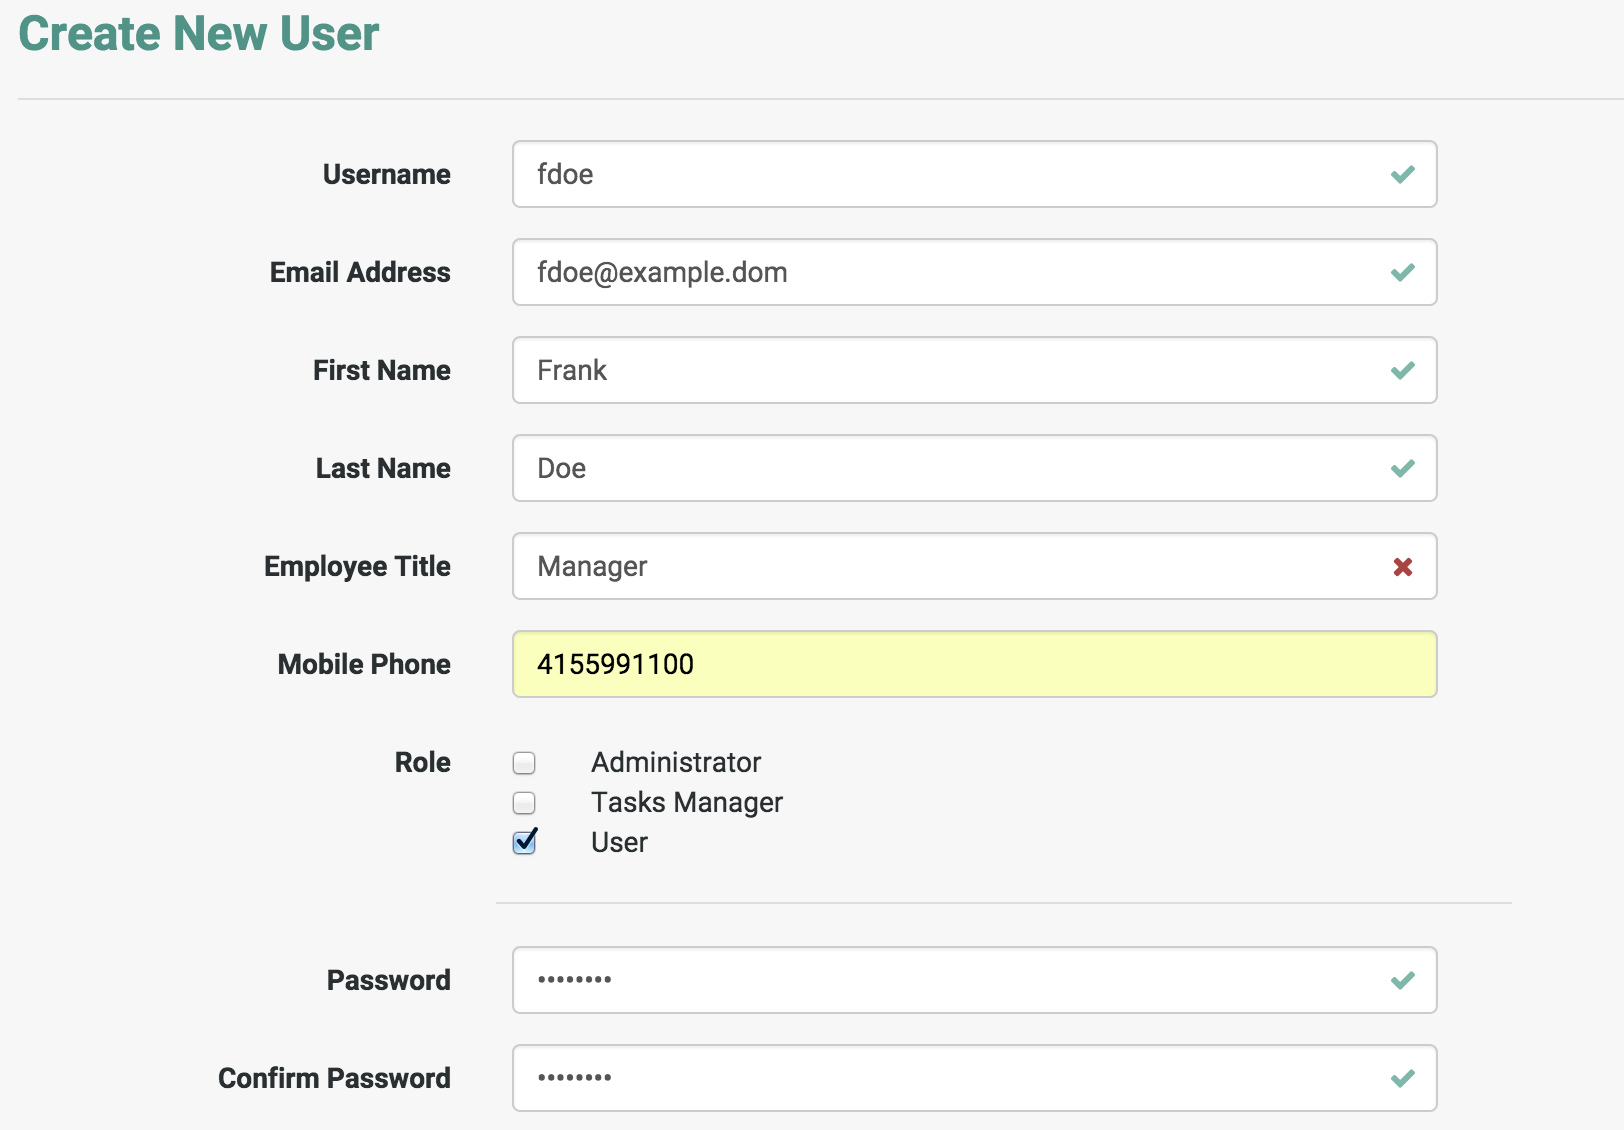 Create New User
Username
fdoe
Email Address
fdoe@example.dom
First Name
Frank
Last Name
Doe
Employee Title
Manager
Mobile Phone
4155991100
Role
Administrator
Tasks Manager
User
Password
••••••••
Confirm Password
••••••••